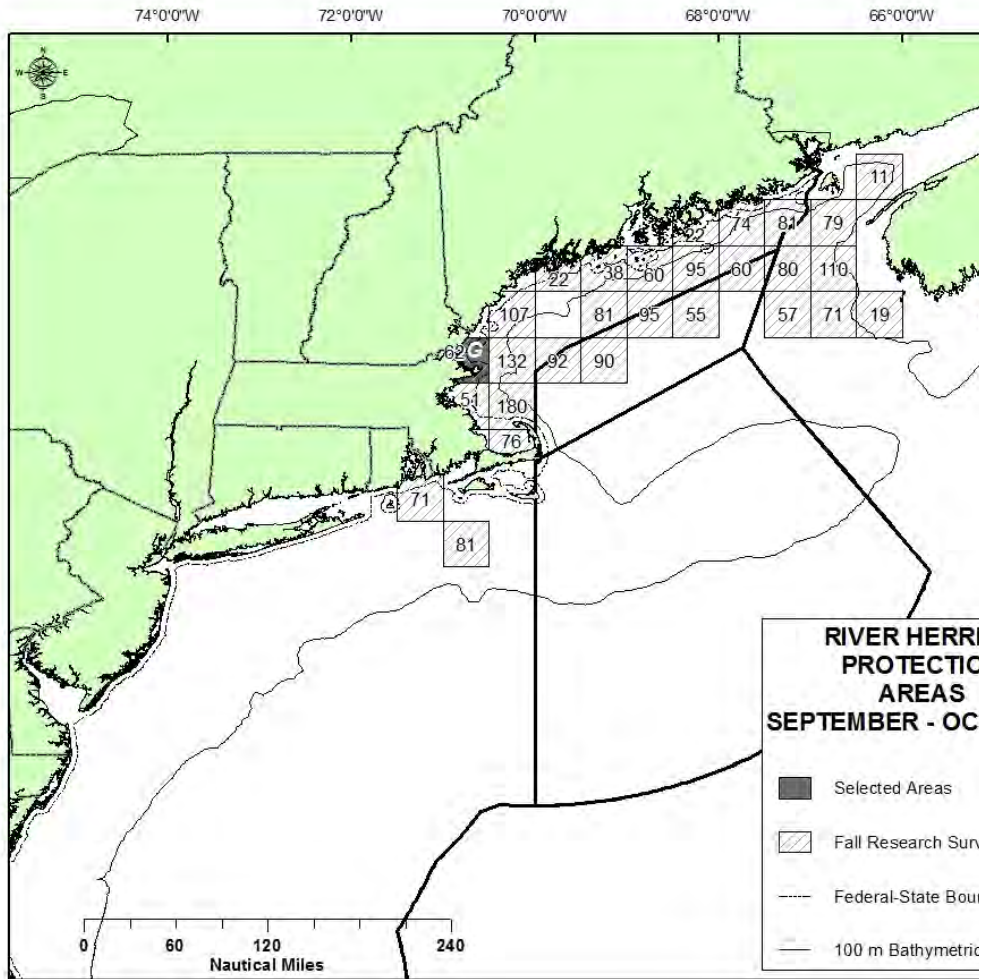 74°0'0"W 72°0'0"W 70°0'0"W 68°0'0"W 66°0'0"W
N
W E
S
11
22 74 81 79
22 38 60 95 60 80 110
107 81 95 55 57 71 19
62 G 132 92 90
51 180
76
71
81
RIVER HERRI
PROTECTIO
AREAS
SEPTEMBER - OC
Selected Areas
Fall Research Surv
Federal-State Bou
100 m Bathymetric
0 60 120 240
Nautical Miles